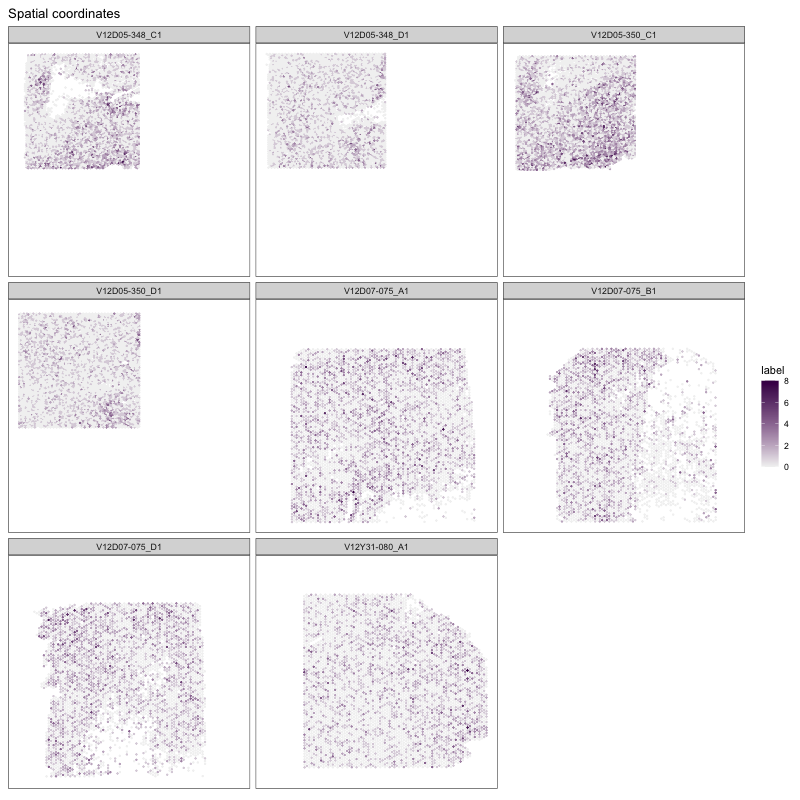 Spatial coordinates
V12D05-348_C1
V12D05-348_D1
V12D05-350_C1
V12D05-350_D1
V12D07-075_A1
V12D07-075_B1
label
8
6
4
2
0
V12D07-075_D1
V12Y31-080_A1